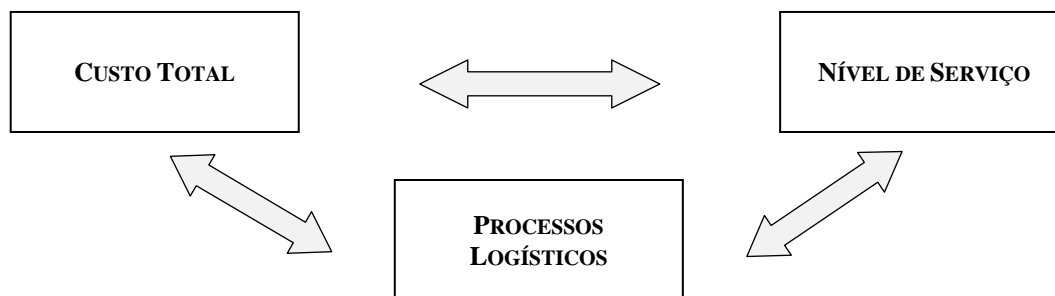 CUSTO TOTAL
NÍVEL DE SERVIÇO
PROCESSOS
LOGÍSTICOS